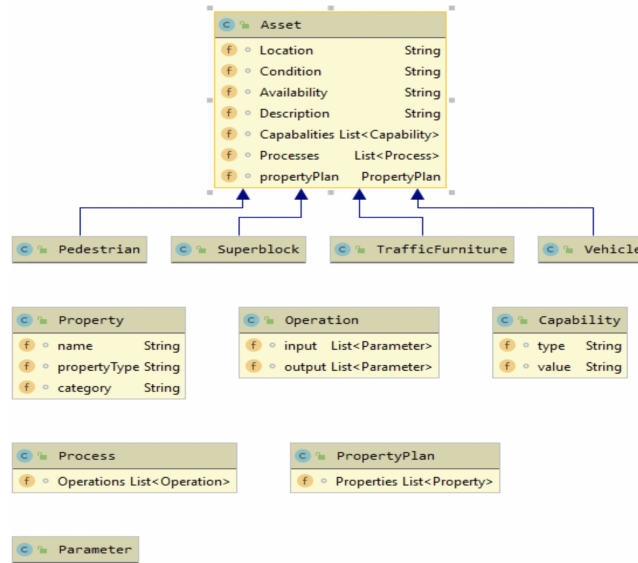 Asset
Location String
Condition String
Availability String
Description String
Capabalities List<Capability>
Processes List<Process>
propertyPlan PropertyPlan
Pedestrian Superblock TrafficFurniture Vehicle
Property Operation Capability
name String input List<Parameter> type String
propertyType String output List<Parameter> value String
category String
Process PropertyPlan
Operations List<Operation> Properties List<Property>
Parameter